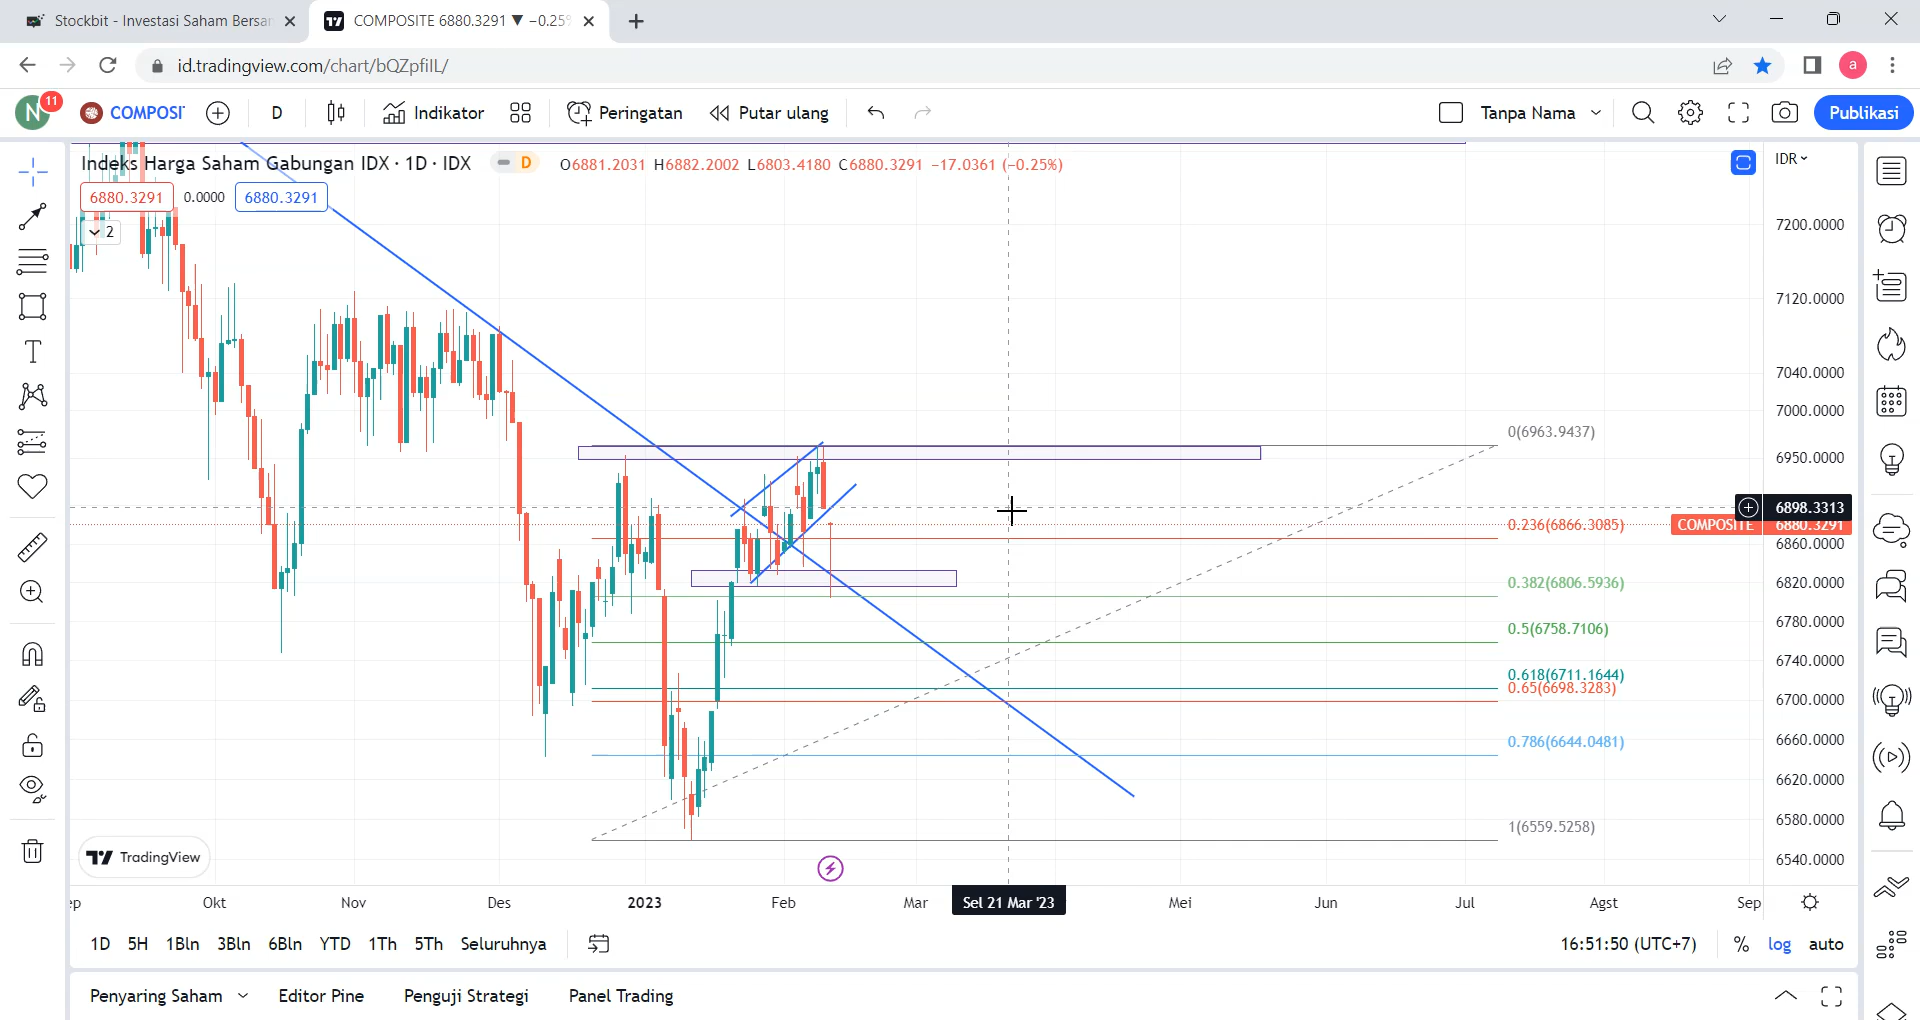 Stockbit - Investasi Saham Bersar
COMPOSITE 6880.3291 ▼ −0.25%
id.tradingview.com/chart/bQZpfiIL/
a
N
11
COMPOSI
D
Indikator
Peringatan
Putar ulang
Tanpa Nama
Publikasi
Indeks Harga Saham Gabungan IDX · 1D · IDX
D
O6881.2031 H6882.2002 L6803.4180 C6880.3291 −17.0361 (−0.25%)
IDR
6880.3291
0.0000
6880.3291
2
7200.0000
7120.0000
7040.0000
7000.0000
0(6963.9437)
6950.0000
6898.3313
0.236(6866.3085)
COMPOSITE
6880.3291
6860.0000
0.382(6806.5936)
6820.0000
0.5(6758.7106)
6780.0000
6740.0000
0.618(6711.1644)
0.65(6698.3283)
6700.0000
0.786(6644.0481)
6660.0000
6620.0000
1(6559.5258)
6580.0000
TradingView
6540.0000
ep
Okt
Nov
Des
2023
Feb
Mar
Sel 21 Mar '23
Mei
Jun
Jul
Agst
Sep
1D
5H
1Bln
3Bln
6Bln
YTD
1Th
5Th
Seluruhnya
16:51:50 (UTC+7)
%
log
auto
Penyaring Saham
Editor Pine
Penguji Strategi
Panel Trading